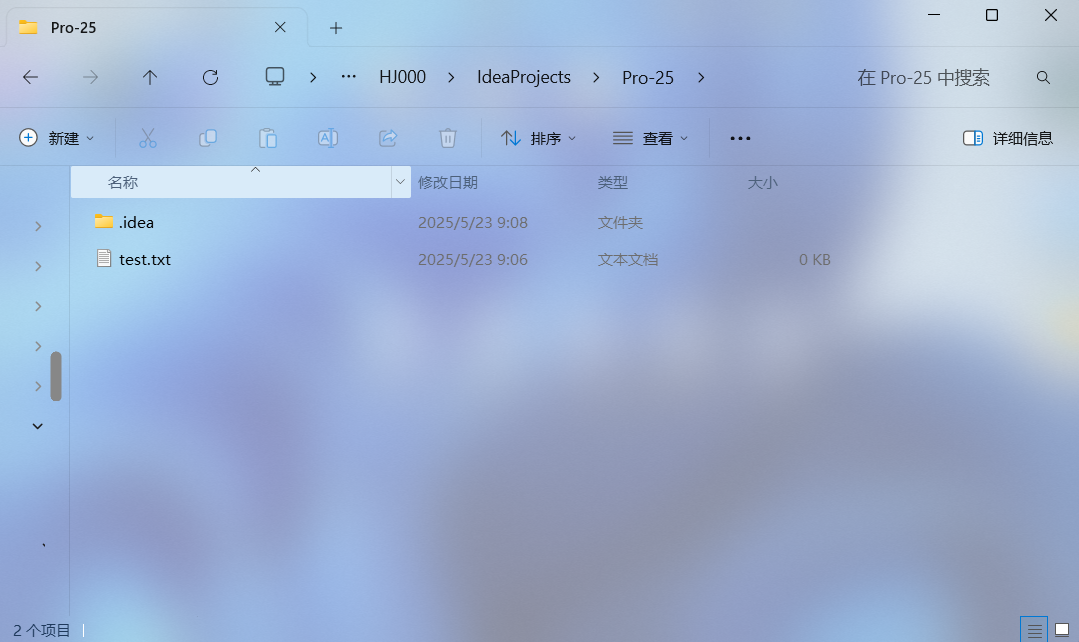 Pro-25
HJ000 IdeaProjects Pro-25 在 Pro-25 中搜索
新建 排序 查看 详细信息
名称 修改日期 类型 大小
.idea 2025/5/23 9:08 文件夹
test.txt 2025/5/23 9:06 文本文档 0 KB
2 个项目